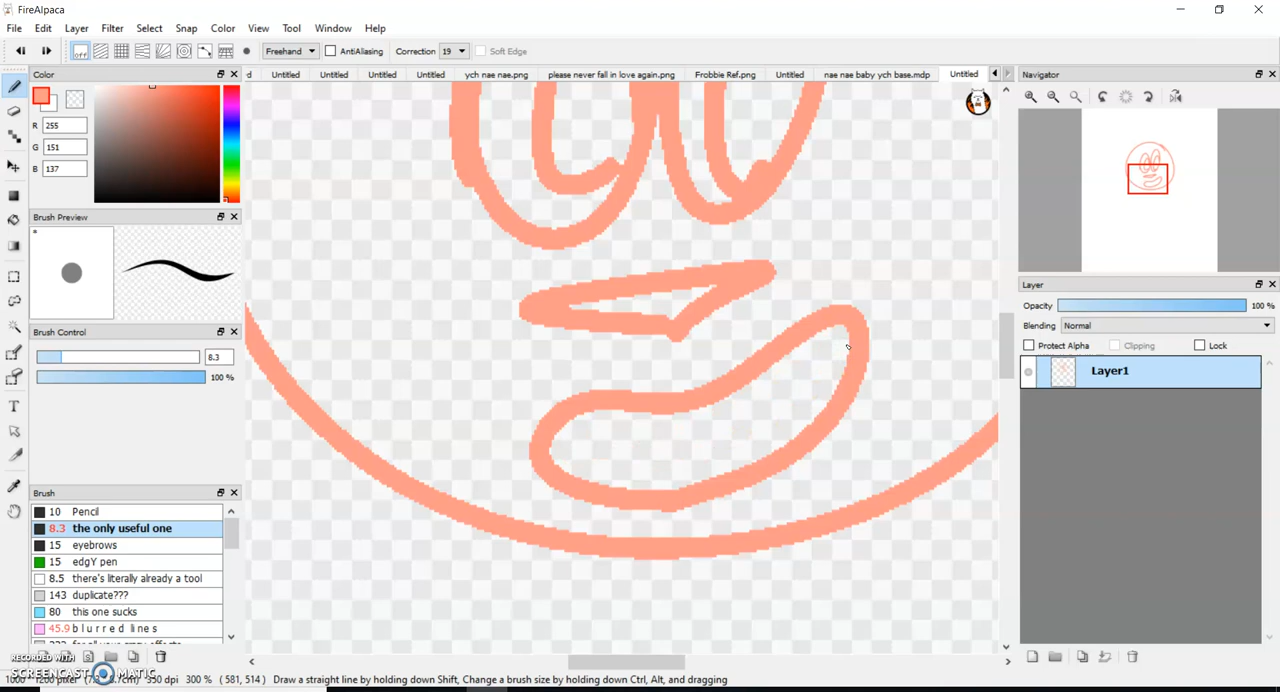 FireAlpaca
File Edit Layer Filter Select Snap Color View Tool Window Help
off Freehand AntiAliasing Correction 19 Soft Edge
Color
d Untitled Untitled Untitled Untitled ych nae nae.png please never fall in love again.png Frobbie Ref.png Untitled nae nae baby ych base.mdp Untitled
Navigator
R 255
G 151
B 137
Brush Preview
Brush Control
8.3
100 %
Layer
Opacity 100 %
Blending Normal
Protect Alpha Clipping Lock
Layer1
Brush
10 Pencil
8.3 the only useful one
15 eyebrows
15 edgY pen
8.5 there's literally already a tool
143 duplicate???
80 this one sucks
45.9 b l u r r e d l i n e s
RECORDED WITH
SCREENCAST MATIC
300 % ( 581, 514 ) Draw a straight line by holding down Shift, Change a brush size by holding down Ctrl, Alt, and dragging